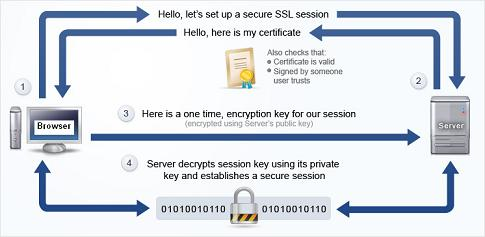 Hello, let's set up a secure SSL session
Hello, here is my certificate
Also checks that:
Certificate is valid
Signed by someone
user trusts
1
2
Browser
3
Here is a one time, encryption key for our session
(encrypted using Server's public key)
Server
4
Server decrypts session key using its private
key and establishes a secure session
01010010110
01010010110